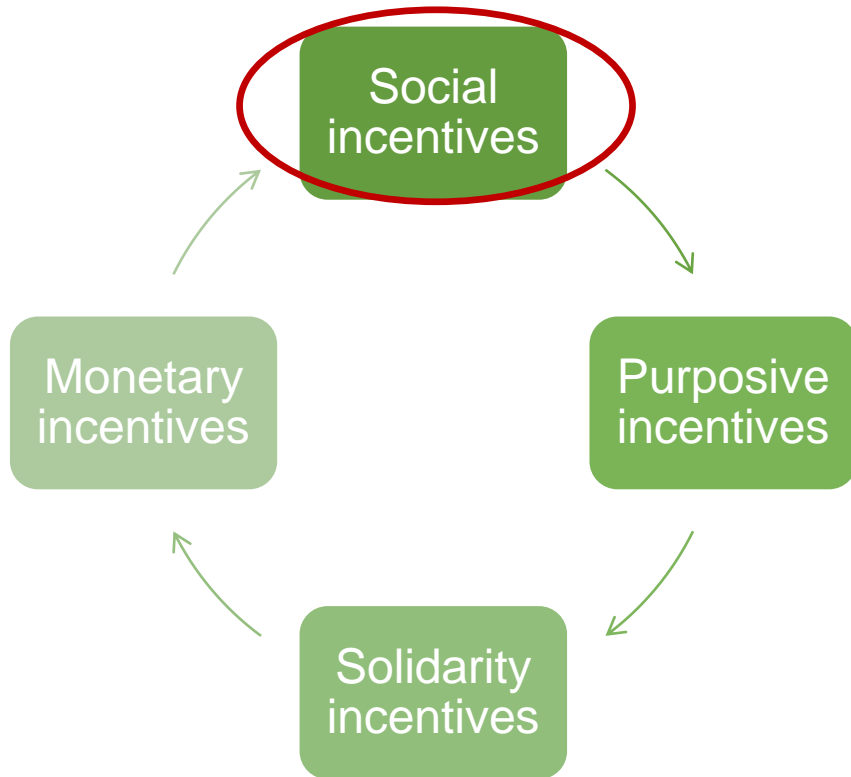 Social
incentives
Monetary
incentives
Purposive
incentives
Solidarity
incentives